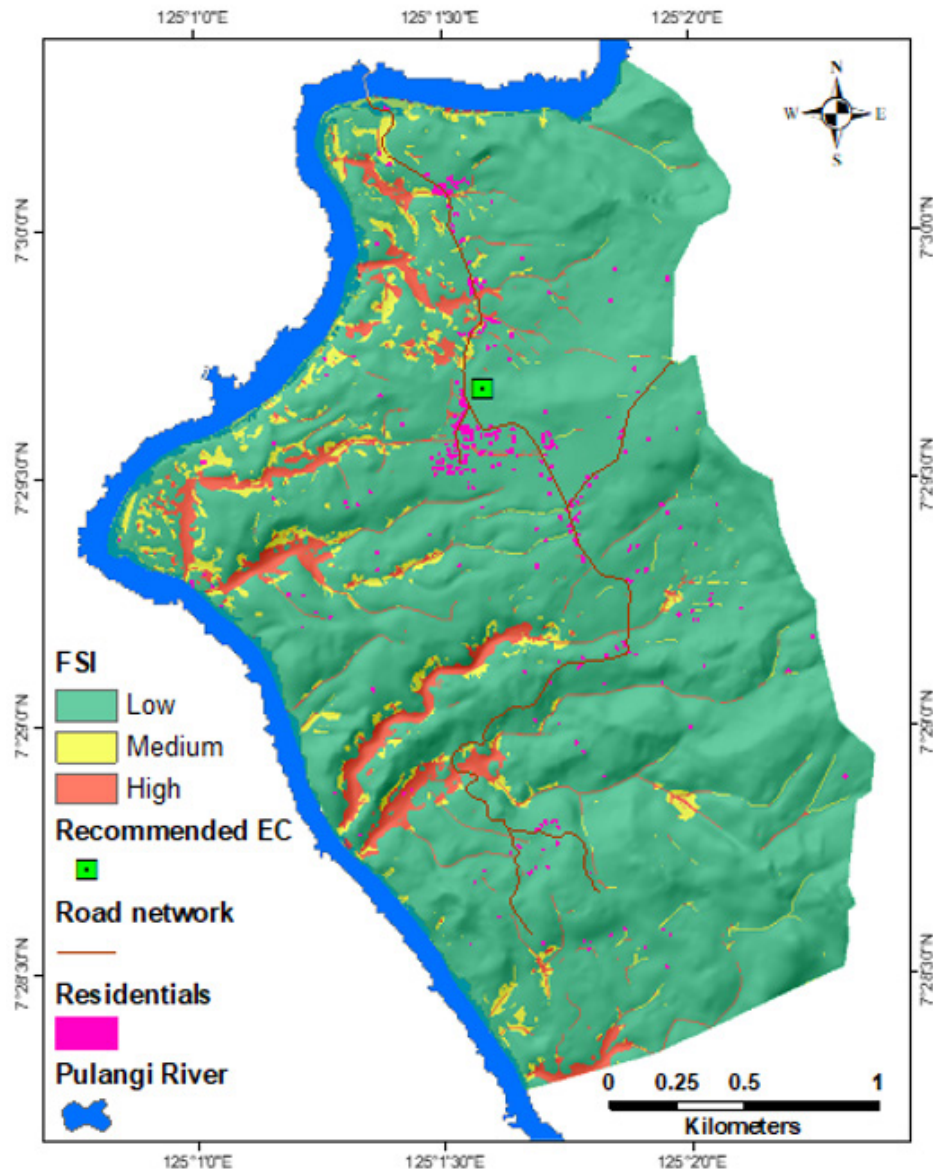 125°1'0"E 125°1'30"E 125°2'0"E
N
W E
S
7°30'0"N 7°30'0"N
7°29'30"N 7°29'30"N
7°29'0"N 7°29'0"N
7°28'30"N 7°28'30"N
FSI
Low
Medium
High
Recommended EC
Road network
Residentials
Pulangi River
0 0.25 0.5 1
Kilometers
125°1'0"E 125°1'30"E 125°2'0"E